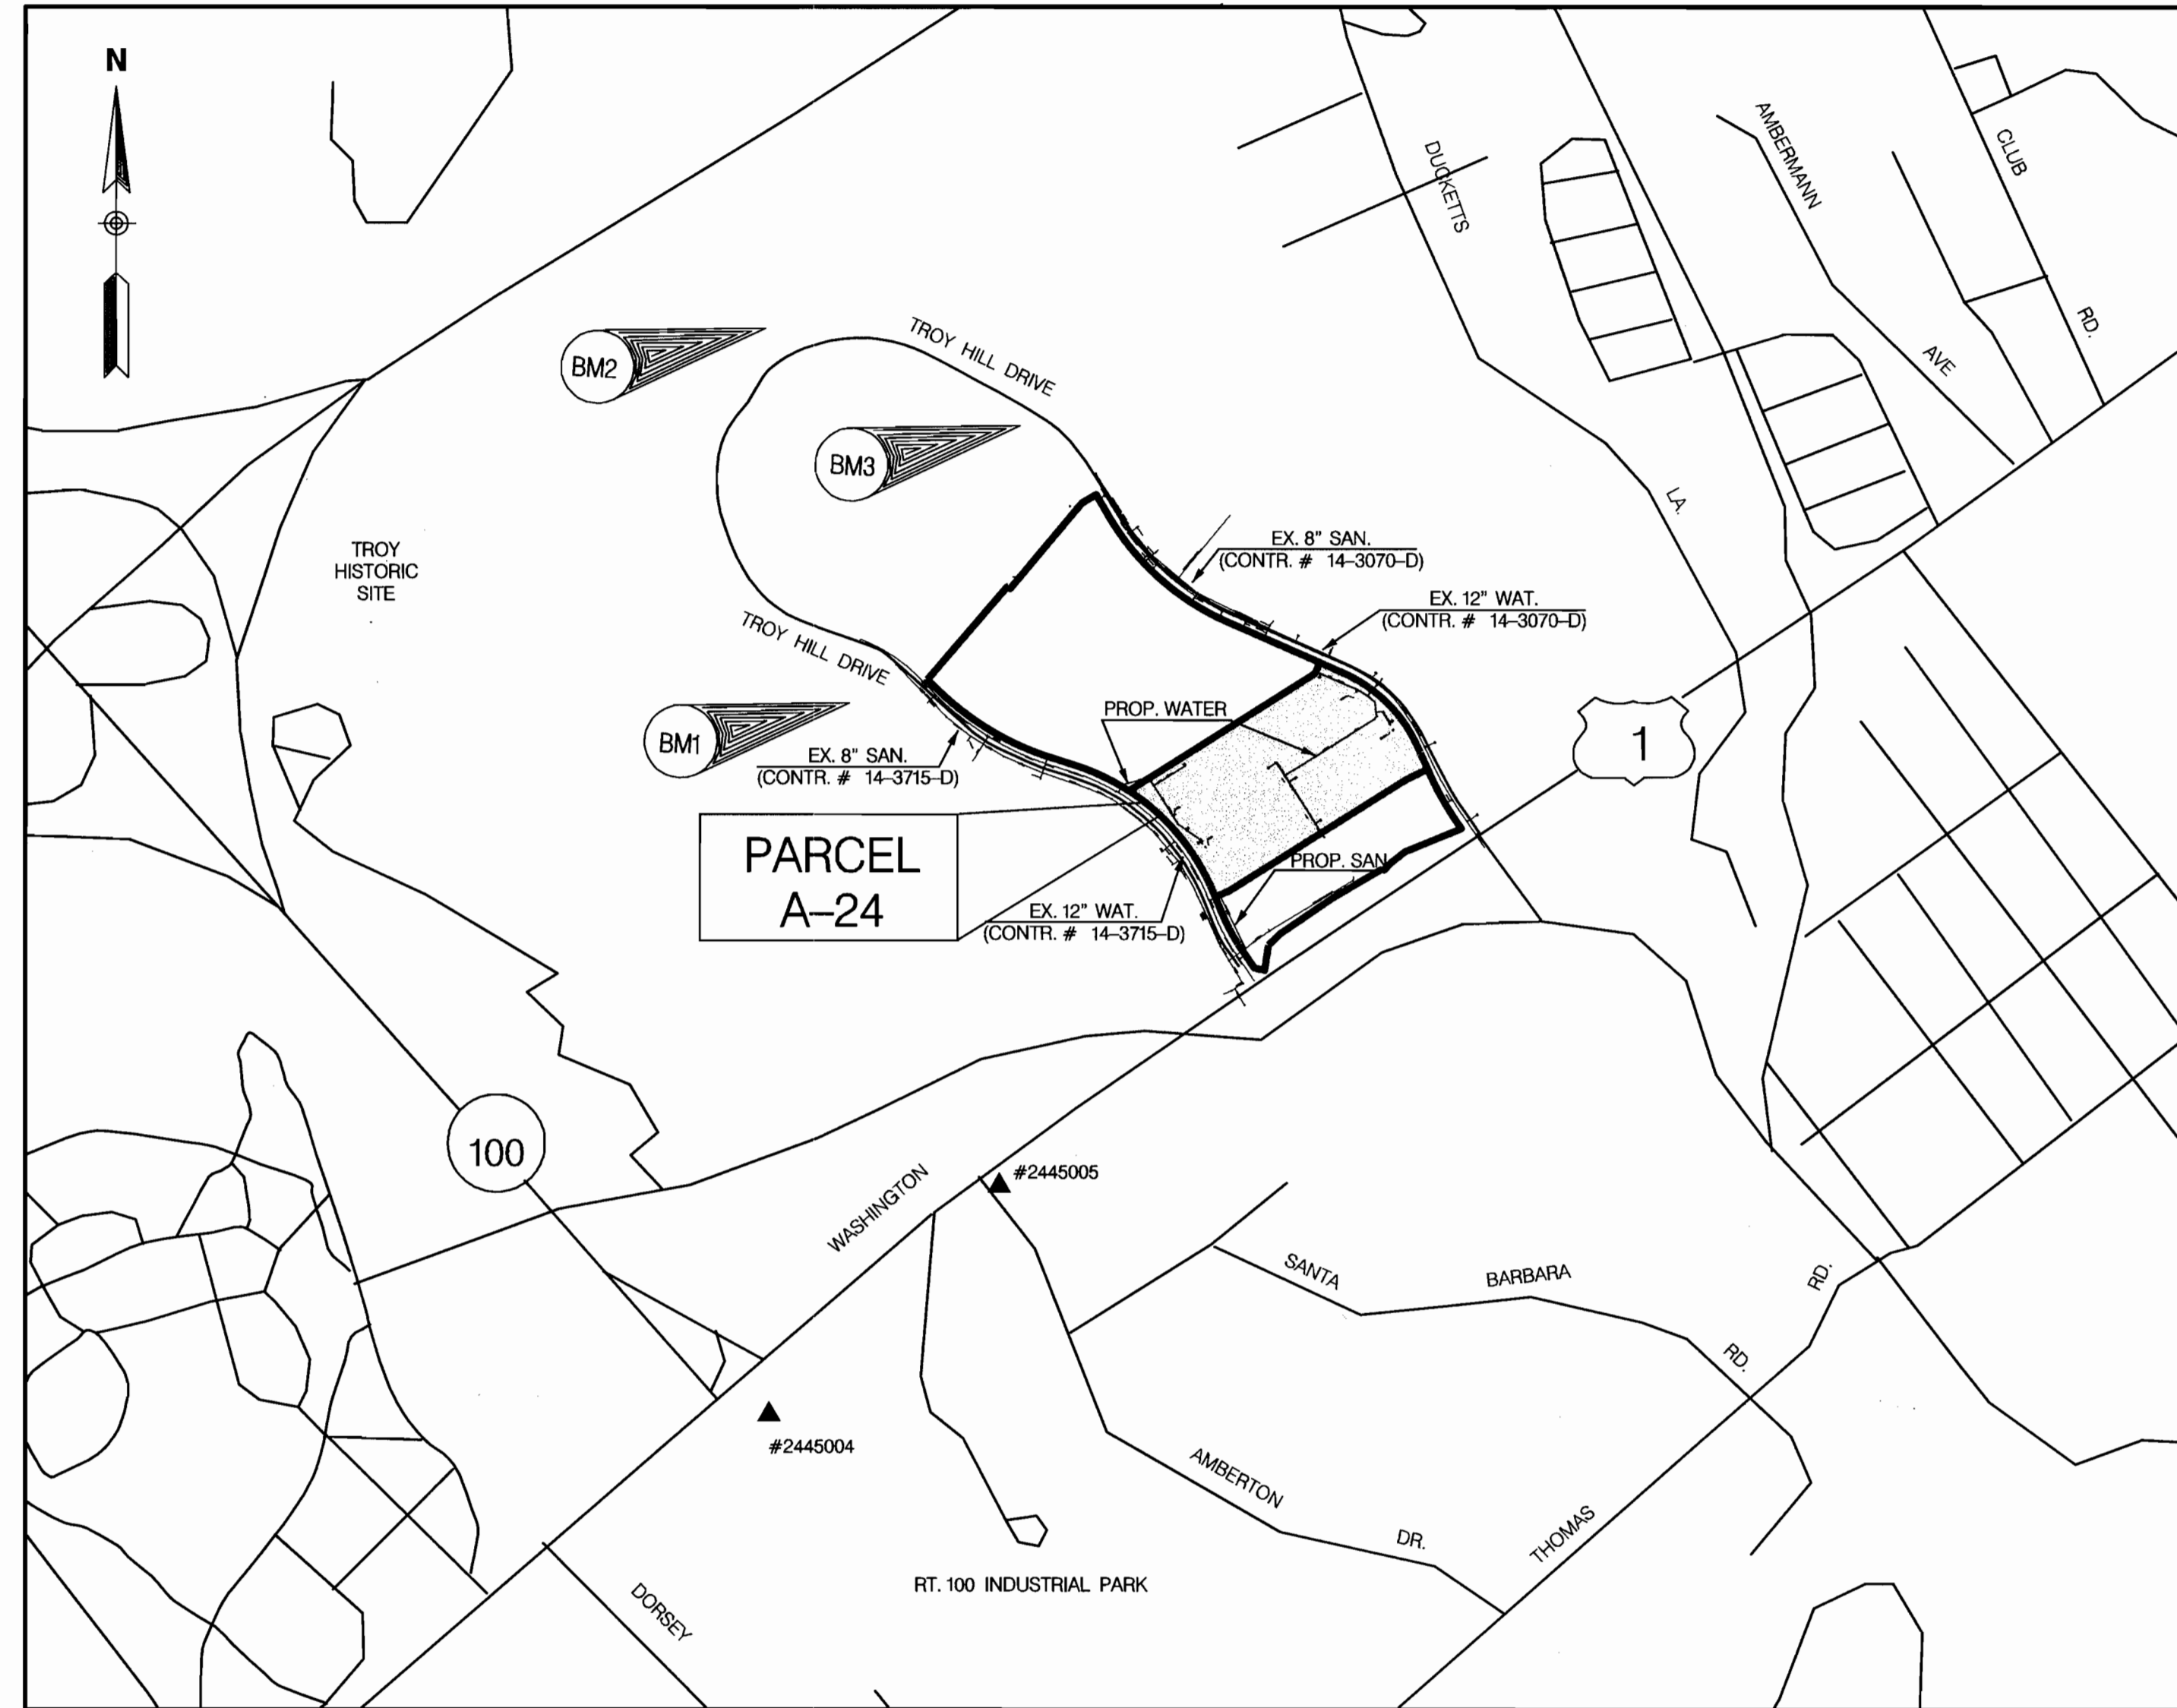 N
DUCKETTS
AMBERMANN
CLUB
RD.
AVE
LA.
TROY HILL DRIVE
BM2
BM3
TROY
HISTORIC
SITE
EX. 8" SAN.
(CONTR. # 14-3070-D)
EX. 12" WAT.
(CONTR. # 14-3070-D)
TROY HILL DRIVE
BM1
PROP. WATER
EX. 8" SAN.
(CONTR. # 14-3715-D)
1
PARCEL
A-24
PROP. SAN.
EX. 12" WAT.
(CONTR. # 14-3715-D)
100
WASHINGTON
#2445005
SANTA
BARBARA
RD.
RD.
#2445004
AMBERTON
DR.
THOMAS
DORSEY
RT. 100 INDUSTRIAL PARK